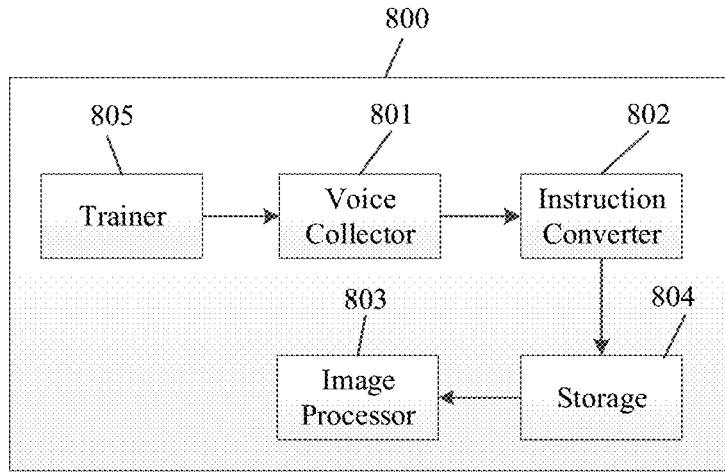 800
805 801 802
Trainer
Voice
Collector
Instruction
Converter
803 804
Image
Processor
Storage